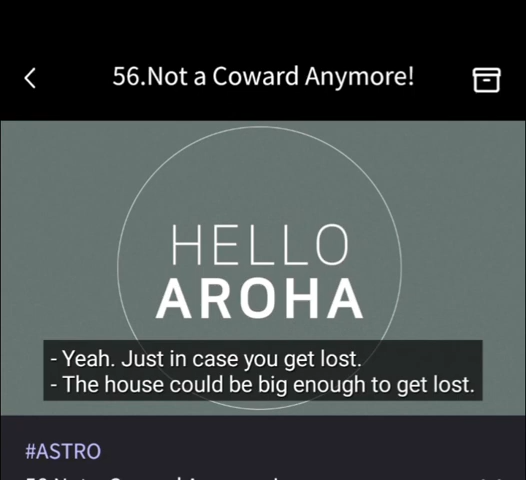 56.Not a Coward Anymore!
HELLO
AROHA
- Yeah. Just in case you get lost.
- The house could be big enough to get lost.
#ASTRO